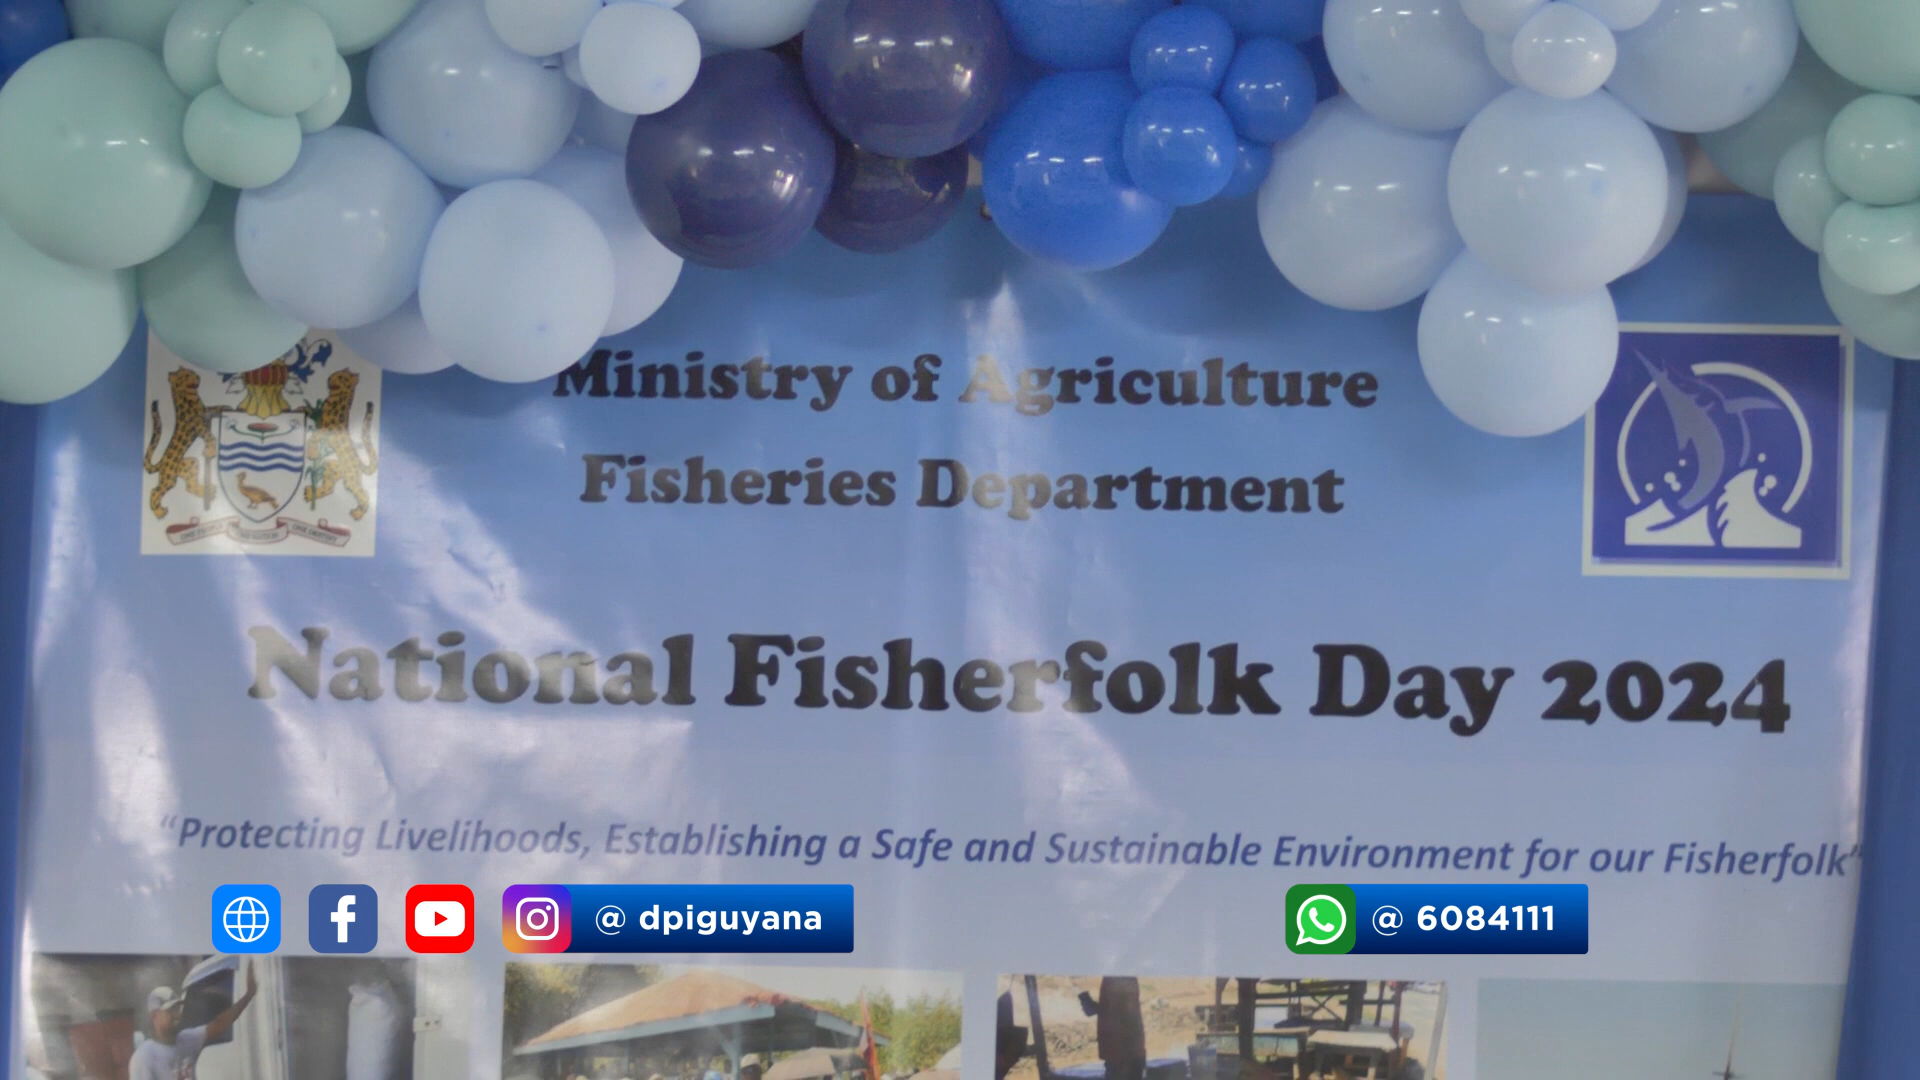 Ministry of Agriculture
Fisheries Department
National Fisherfolk Day 2024
“Protecting Livelihoods, Establishing a Safe and Sustainable Environment for our Fisherfolk”
@ dpiguyana
@ 6084111